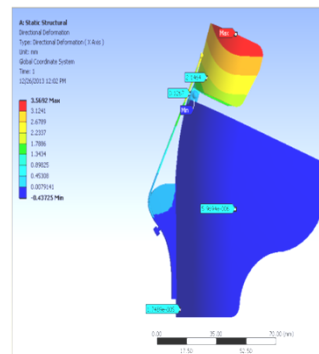 A: Static Structural
Directional Deformation
Type: Directional Deformation ( X Axis )
Unit: mm
Global Coordinate System
Time: 1
12/26/2013 12:02 PM
3.5692 Max
3.1241
2.6789
2.2337
1.7886
1.3434
0.89825
0.45308
0.0079141
-0.43725 Min
Max
Min
0.00
35.00
70.00 (mm)
17.50
52.50